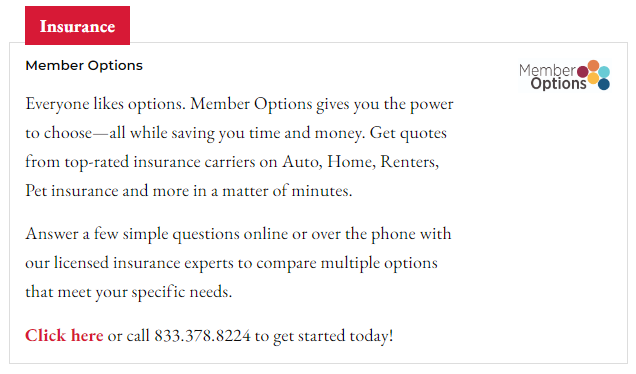 Insurance
Member Options
Member
Options
Everyone likes options. Member Options gives you the power
to choose—all while saving you time and money. Get quotes
from top-rated insurance carriers on Auto, Home, Renters,
Pet insurance and more in a matter of minutes.
Answer a few simple questions online or over the phone with
our licensed insurance experts to compare multiple options
that meet your specific needs.
Click here or call 833.378.8224 to get started today!